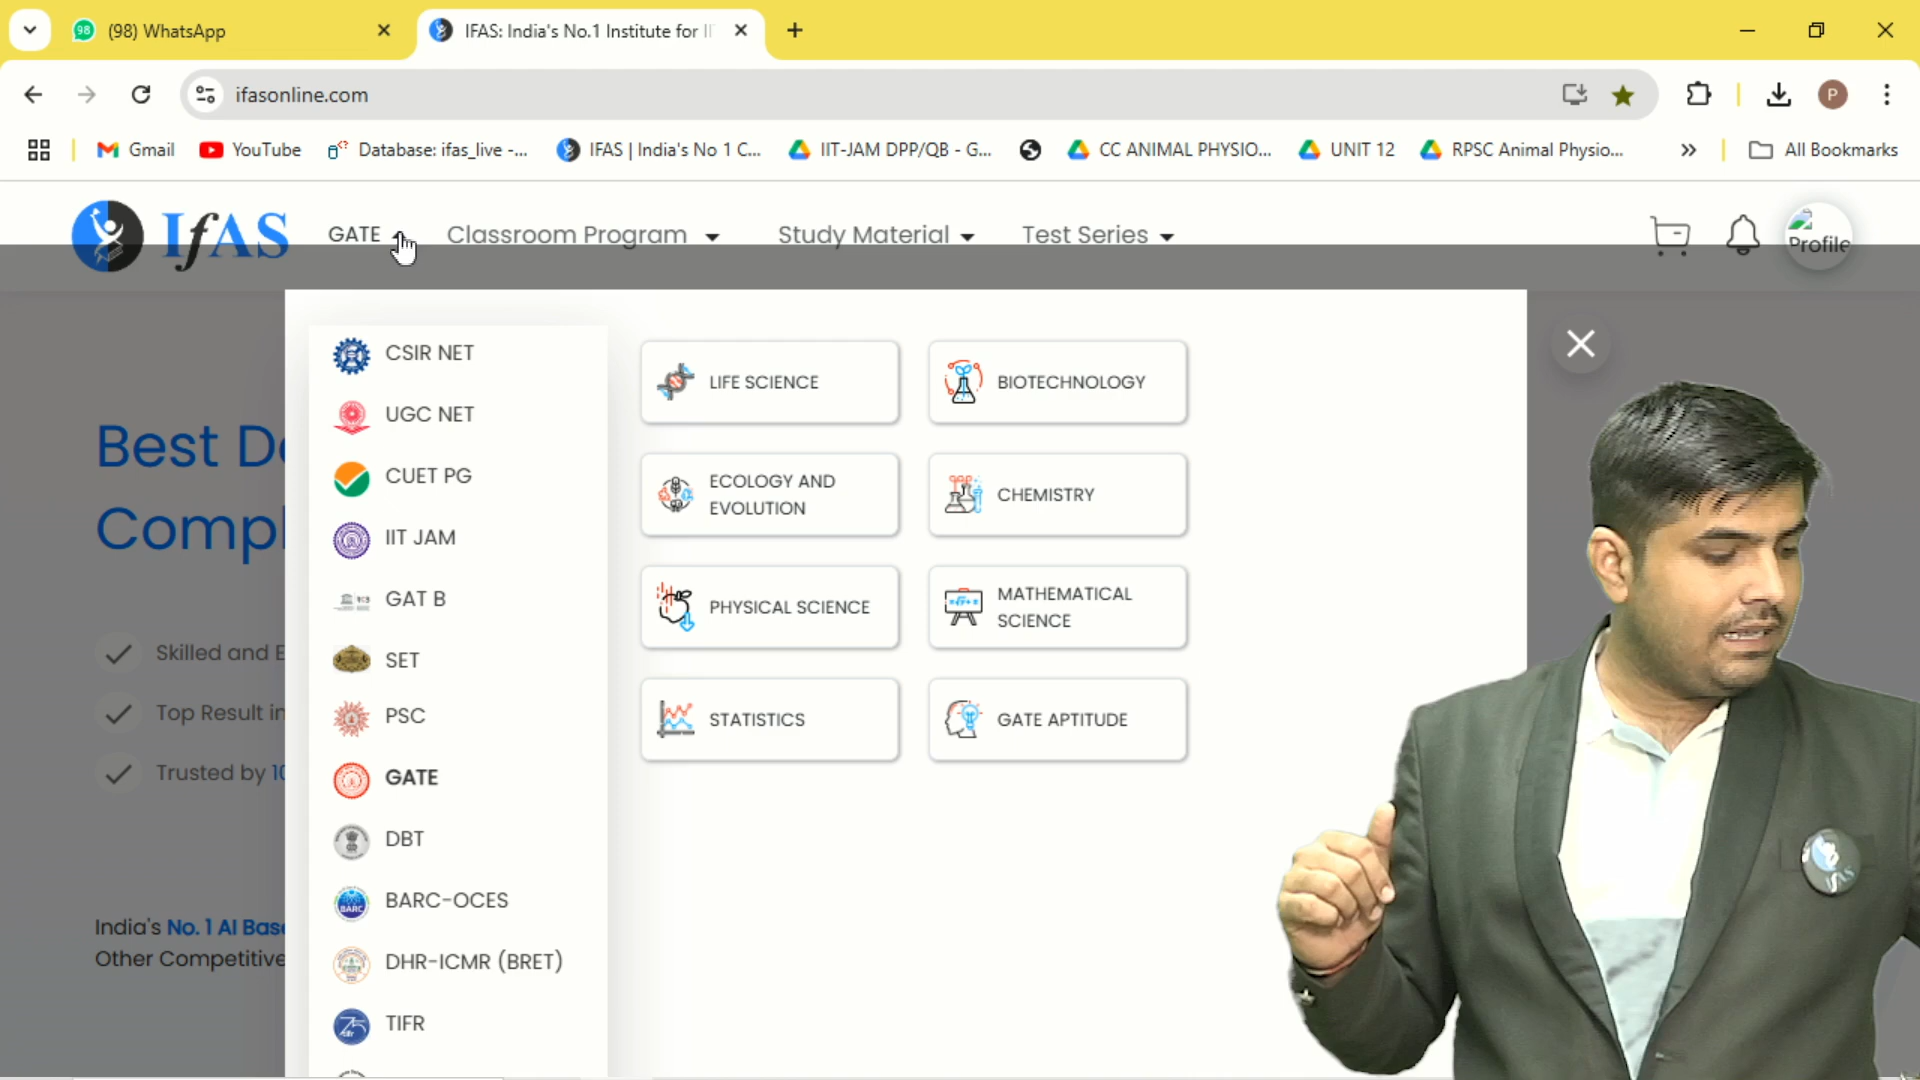 98
(98) WhatsApp
IFAS: India's No.1 Institute for
ifasonline.com
P
Gmail
YouTube
Database: ifas_live -...
IFAS | India's No 1 C...
IIT-JAM DPP/QB - G...
CC ANIMAL PHYSIO...
UNIT 12
RPSC Animal Physio...
All Bookmarks
IfAS
GATE
Classroom Program
Study Material
Test Series
Profile
CSIR NET
UGC NET
CUET PG
IIT JAM
GAT B
SET
PSC
GATE
DBT
BARC-OCES
DHR-ICMR (BRET)
TIFR
LIFE SCIENCE
BIOTECHNOLOGY
ECOLOGY AND
EVOLUTION
CHEMISTRY
PHYSICAL SCIENCE
MATHEMATICAL
SCIENCE
STATISTICS
GATE APTITUDE
Best
Skilled and
Top Result in
Trusted by
India's No. 1 AI
Other Competitive
BARC
IfAS